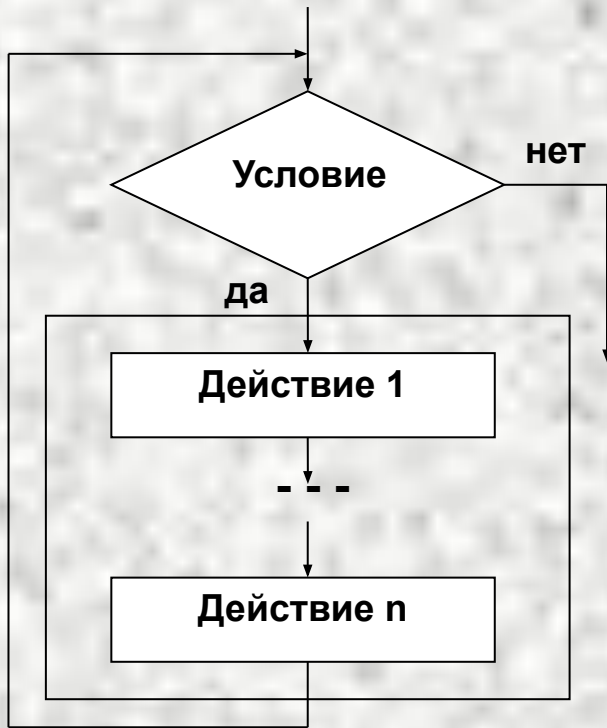 Условие
нет
да
Действие 1
- - -
Действие n